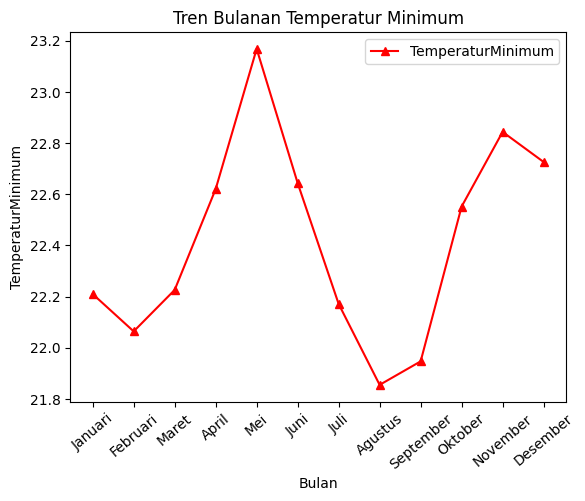 Tren Bulanan Temperatur Minimum
TemperaturMinimum
TemperaturMinimum
23.2
23.0
22.8
22.6
22.4
22.2
22.0
21.8
Januari
Februari
Maret
April
Mei
Juni
Juli
Agustus
September
Oktober
November
Desember
Bulan